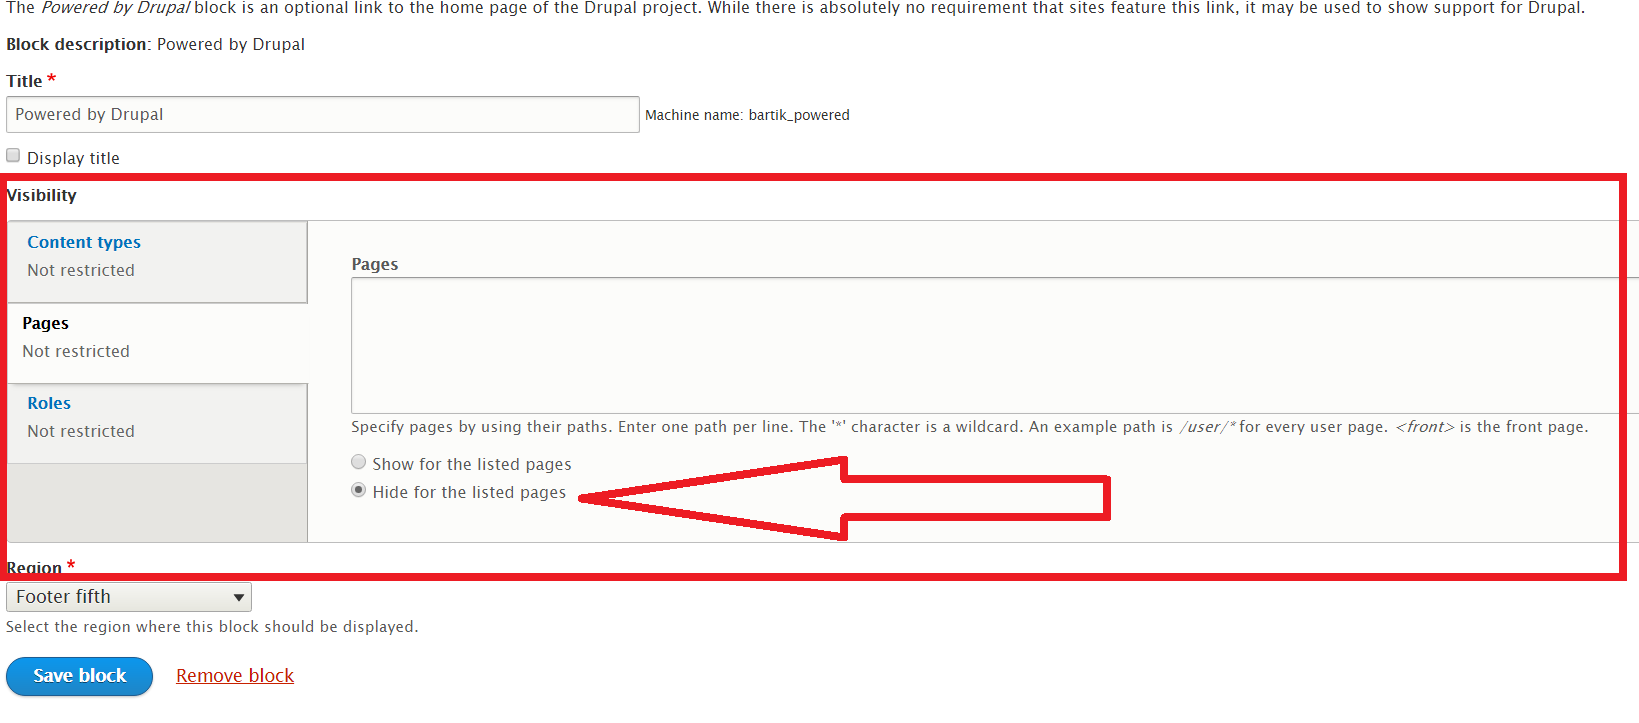 The Powered by Drupal block is an optional link to the home page of the Drupal project. While there is absolutely no requirement that sites feature this link, it may be used to show support for Drupal.
Block description: Powered by Drupal
Title *
Powered by Drupal Machine name: bartik_powered
Display title
Visibility
Content types
Not restricted
Pages
Not restricted
Roles
Not restricted
Pages
Specify pages by using their paths. Enter one path per line. The '*' character is a wildcard. An example path is /user/* for every user page. <front> is the front page.
Show for the listed pages
Hide for the listed pages
Region *
Footer fifth
Select the region where this block should be displayed.
Save block Remove block